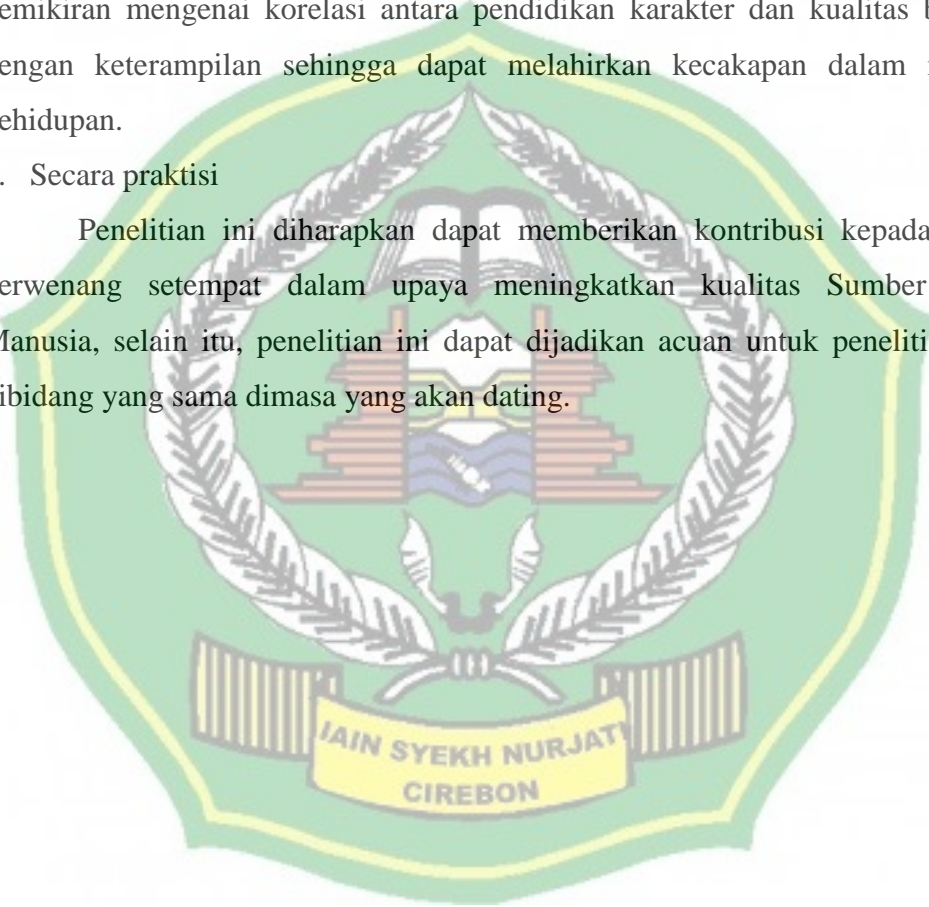 emikiran mengenai korelasi antara pendidikan karakter dan kualitas b
engan keterampilan sehingga dapat melahirkan kecakapan dalam
ehidupan.
. Secara praktisi
Penelitian ini diharapkan dapat memberikan kontribusi kepada
erwenang setempat dalam upaya meningkatkan kualitas Sumber
Manusia, selain itu, penelitian ini dapat dijadikan acuan untuk peneliti
ibidang yang sama dimasa yang akan dating.
IAIN SYEKH NURJATI
CIREBON